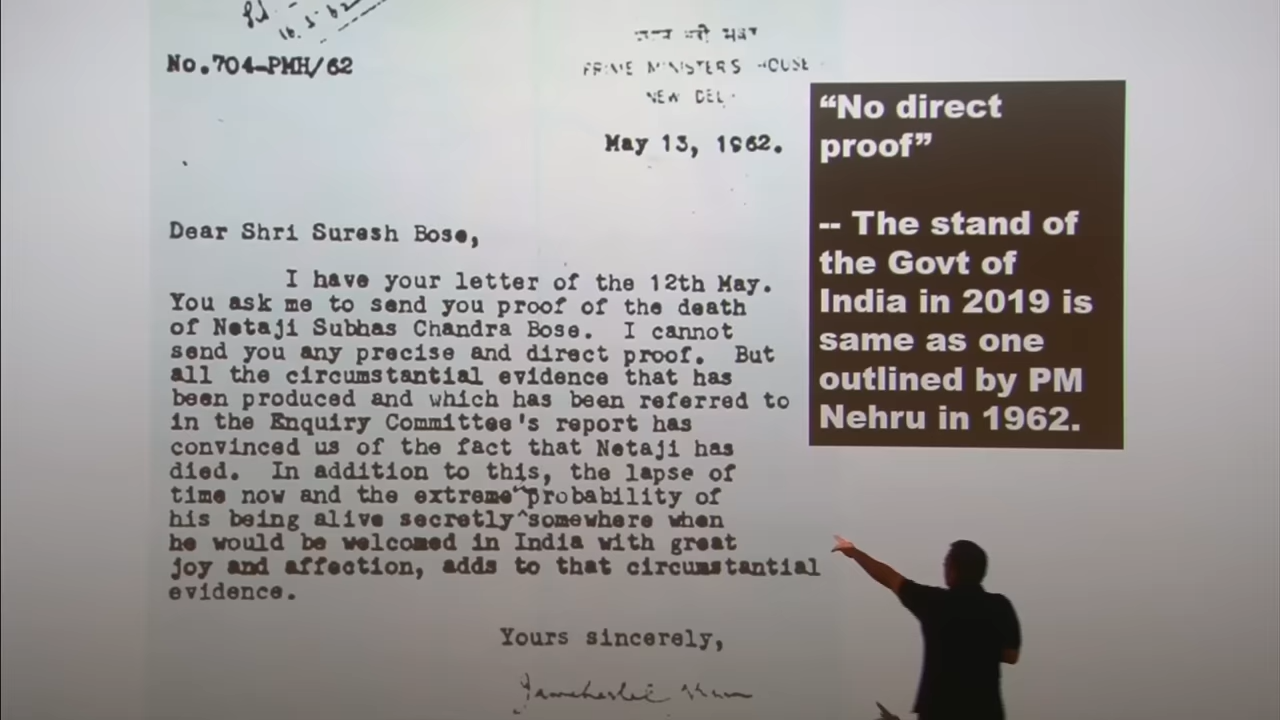 16.5.62
No.704-PMH/62
PRIME MINISTERS HOUSE
NEW DEL
May 13, 1962.
Dear Shri Suresh Bose,
I have your letter of the 12th May.
You ask me to send you proof of the death
of Netaji Subhas Chandra Bose. I cannot
send you any precise and direct proof. But
all the circumstantial evidence that has
been produced and which has been referred to
in the Enquiry Committee's report has
convinced us of the fact that Netaji has
died. In addition to this, the lapse of
time now and the extreme probability of
his being alive secretly^somewhere when
he would be welcomed in India with great
joy and affection, adds to that circumstantial
evidence.
Yours sincerely,
“No direct
proof”
-- The stand of
the Govt of
India in 2019 is
same as one
outlined by PM
Nehru in 1962.